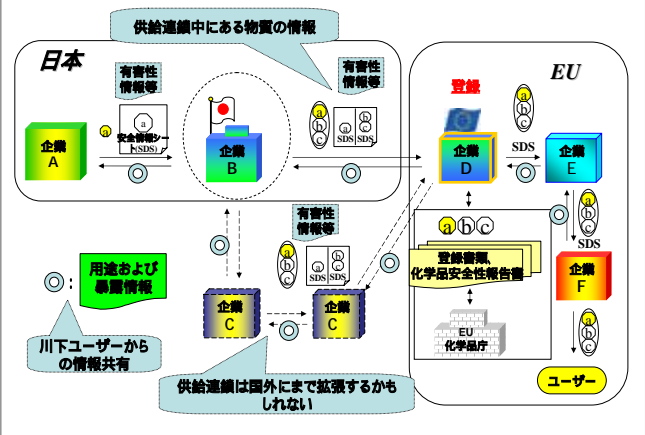 供給連鎖中にある物質の情報
日本
有害性
情報等
a
a
安全情報シート
(SDS)
企業
A
企業
B
有害性
情報等
a
b
c
a
SDS
b
c
SDS
EU
登録
企業
D
a
b
c
SDS
企業
E
a
b
c
SDS
企業
F
a
b
c
ユーザー
a b c
登録書類、
化学品安全性報告書
EU
化学品庁
有害性
情報等
a
b
c
a
SDS
b
c
SDS
企業
C
企業
C
用途および
暴露情報
:
川下ユーザーから
の情報共有
供給連鎖は国外にまで拡張するかも
しれない